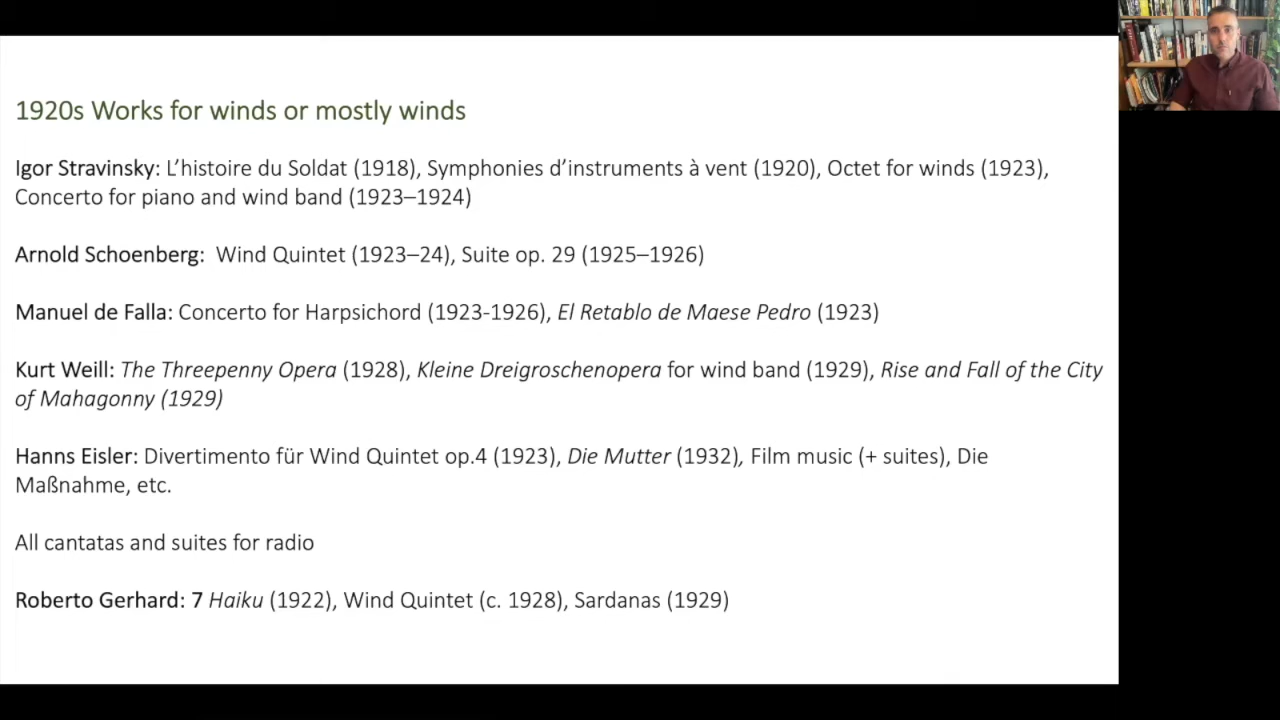 1920s Works for winds or mostly winds
Igor Stravinsky: L’histoire du Soldat (1918), Symphonies d’instruments à vent (1920), Octet for winds (1923),
Concerto for piano and wind band (1923–1924)
Arnold Schoenberg:  Wind Quintet (1923–24), Suite op. 29 (1925–1926)
Manuel de Falla: Concerto for Harpsichord (1923-1926), El Retablo de Maese Pedro (1923)
Kurt Weill: The Threepenny Opera (1928), Kleine Dreigroschenopera for wind band (1929), Rise and Fall of the City
of Mahagonny (1929)
Hanns Eisler: Divertimento für Wind Quintet op.4 (1923), Die Mutter (1932), Film music (+ suites), Die
Maßnahme, etc.
All cantatas and suites for radio
Roberto Gerhard: 7 Haiku (1922), Wind Quintet (c. 1928), Sardanas (1929)